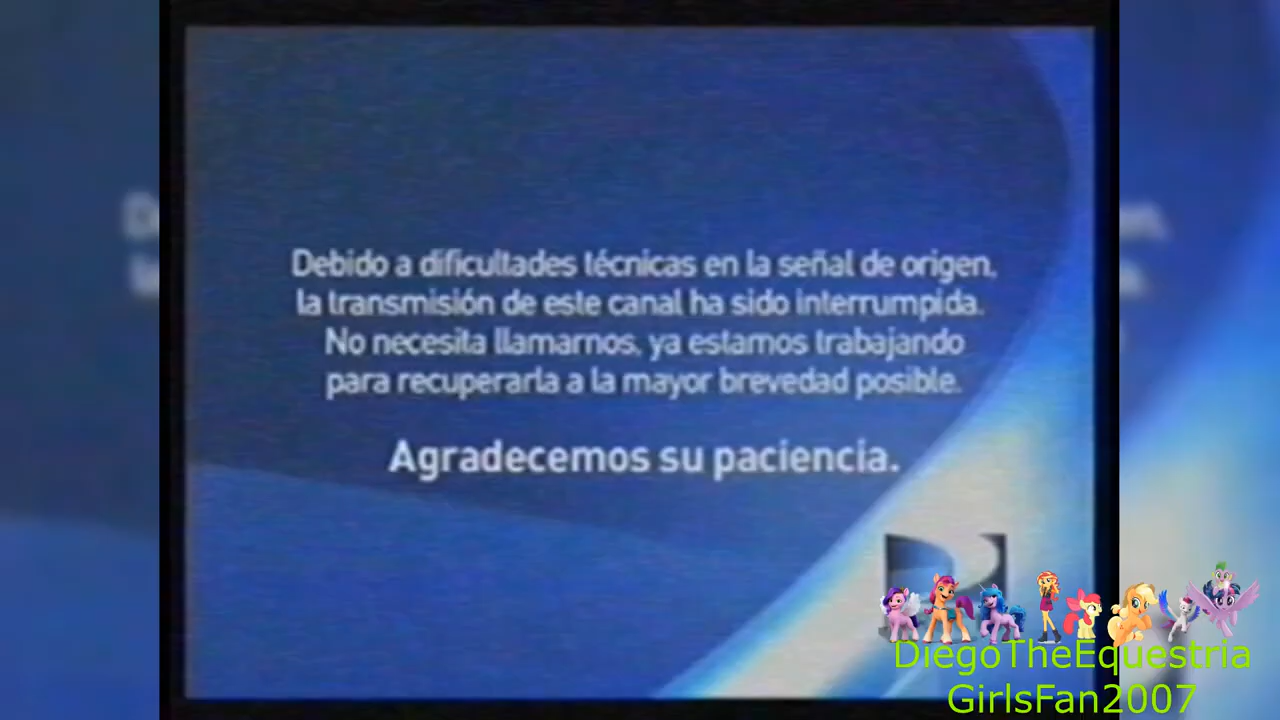 Debido a dificultades técnicas en la señal de origen,
la transmisión de este canal ha sido interrumpida.
No necesita llamarnos, ya estamos trabajando
para recuperarla a la mayor brevedad posible.
Agradecemos su paciencia.
DiegoTheEquestria
GirlsFan2007